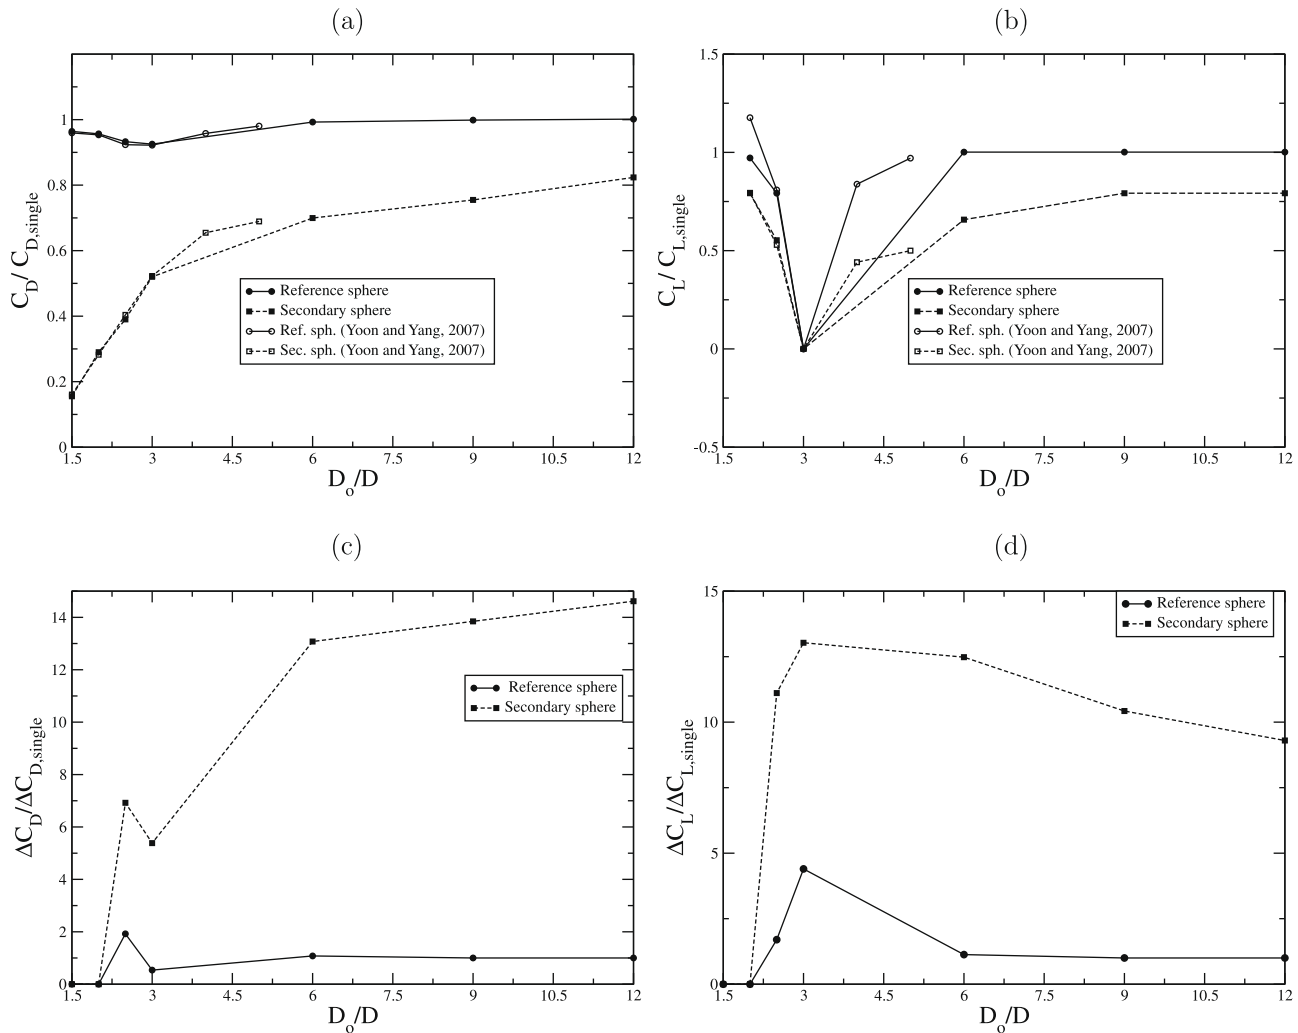 (a)
C_D / C_D,single
1
0.8
0.6
0.4
0.2
0
1.5 3 4.5 6 7.5 9 10.5 12
D_o/D
Reference sphere
Secondary sphere
Ref. sph. (Yoon and Yang, 2007)
Sec. sph. (Yoon and Yang, 2007)
(b)
C_L / C_L,single
1.5
1
0.5
0
-0.5
1.5 3 4.5 6 7.5 9 10.5 12
D_o/D
Reference sphere
Secondary sphere
Ref. sph. (Yoon and Yang, 2007)
Sec. sph. (Yoon and Yang, 2007)
(c)
ΔC_D/ΔC_D,single
14
12
10
8
6
4
2
0
1.5 3 4.5 6 7.5 9 10.5 12
D_o/D
Reference sphere
Secondary sphere
(d)
ΔC_L/ΔC_L,single
15
10
5
0
1.5 3 4.5 6 7.5 9 10.5 12
D_o/D
Reference sphere
Secondary sphere